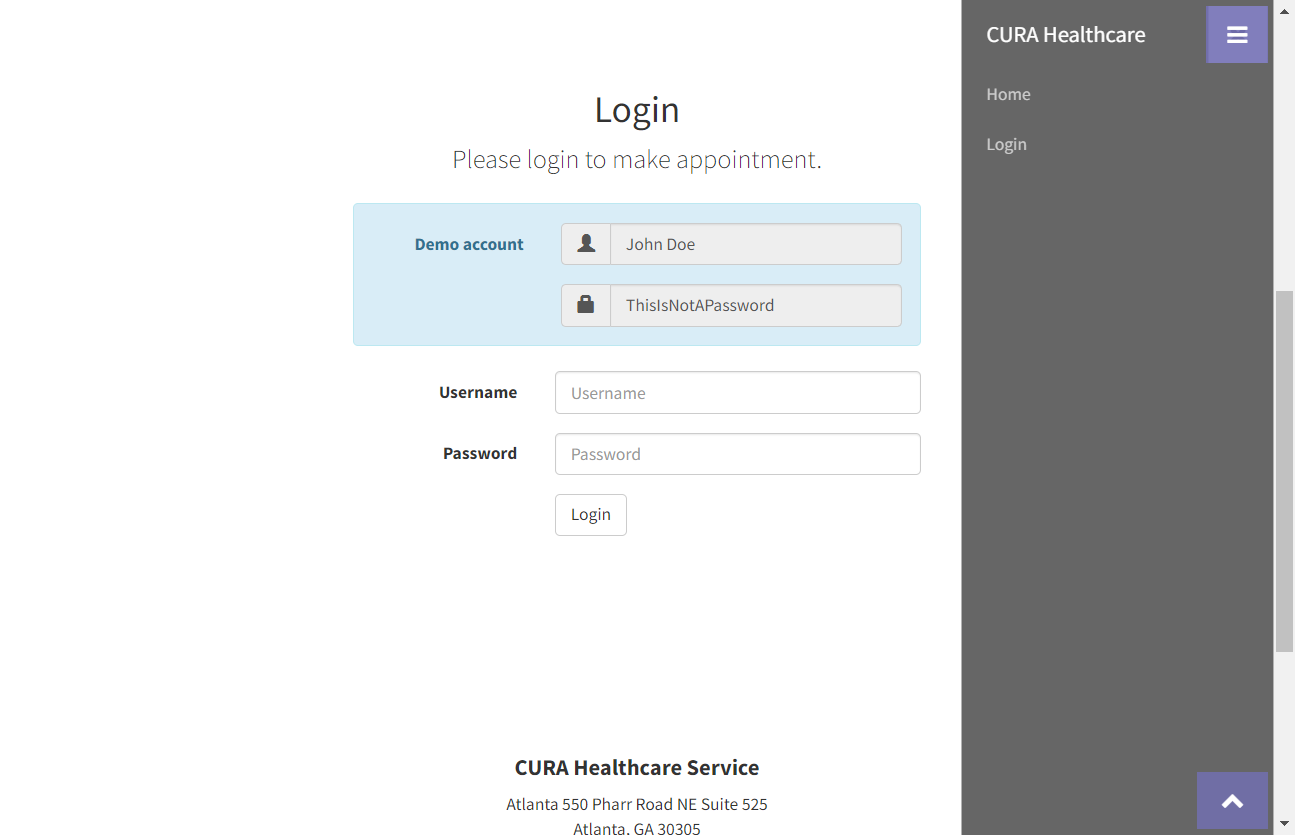 CURA Healthcare
Home
Login
Login
Please login to make appointment.
Demo account
John Doe
ThisIsNotAPassword
Username
Username
Password
Password
Login
CURA Healthcare Service
Atlanta 550 Pharr Road NE Suite 525
Atlanta, GA 30305